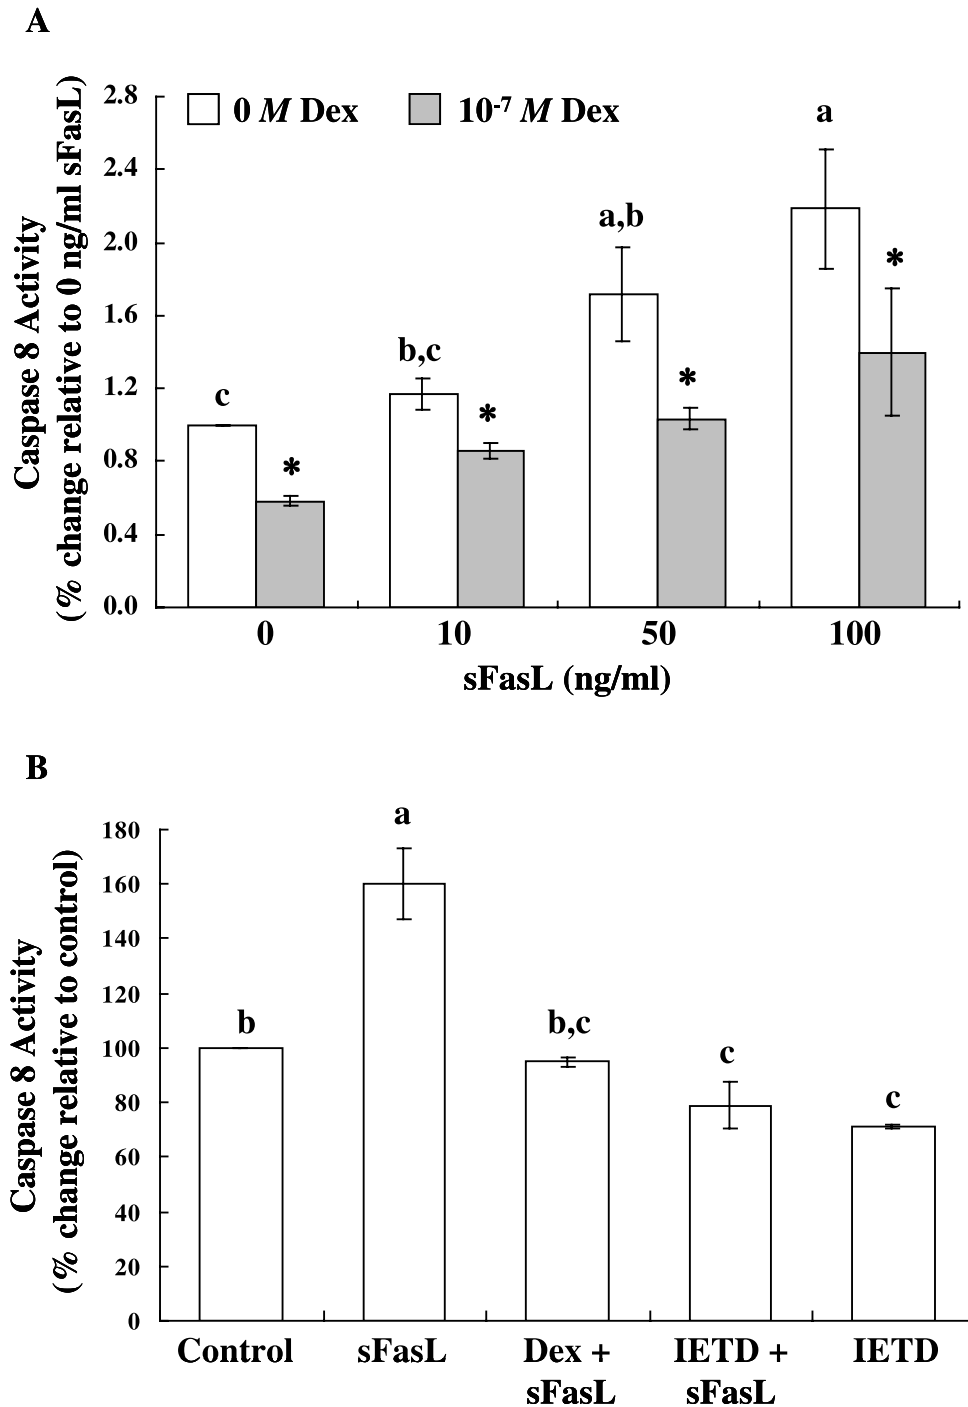 A
Caspase 8 Activity
(% change relative to 0 ng/ml sFasL)
0 M Dex
10-7 M Dex
2.8
2.4
2.0
1.6
1.2
0.8
0.4
0.0
c
*
b,c
*
a,b
*
a
*
0
10
50
100
sFasL (ng/ml)
B
Caspase 8 Activity
(% change relative to control)
180
160
140
120
100
80
60
40
20
0
b
a
b,c
c
c
Control
sFasL
Dex +
sFasL
IETD +
sFasL
IETD